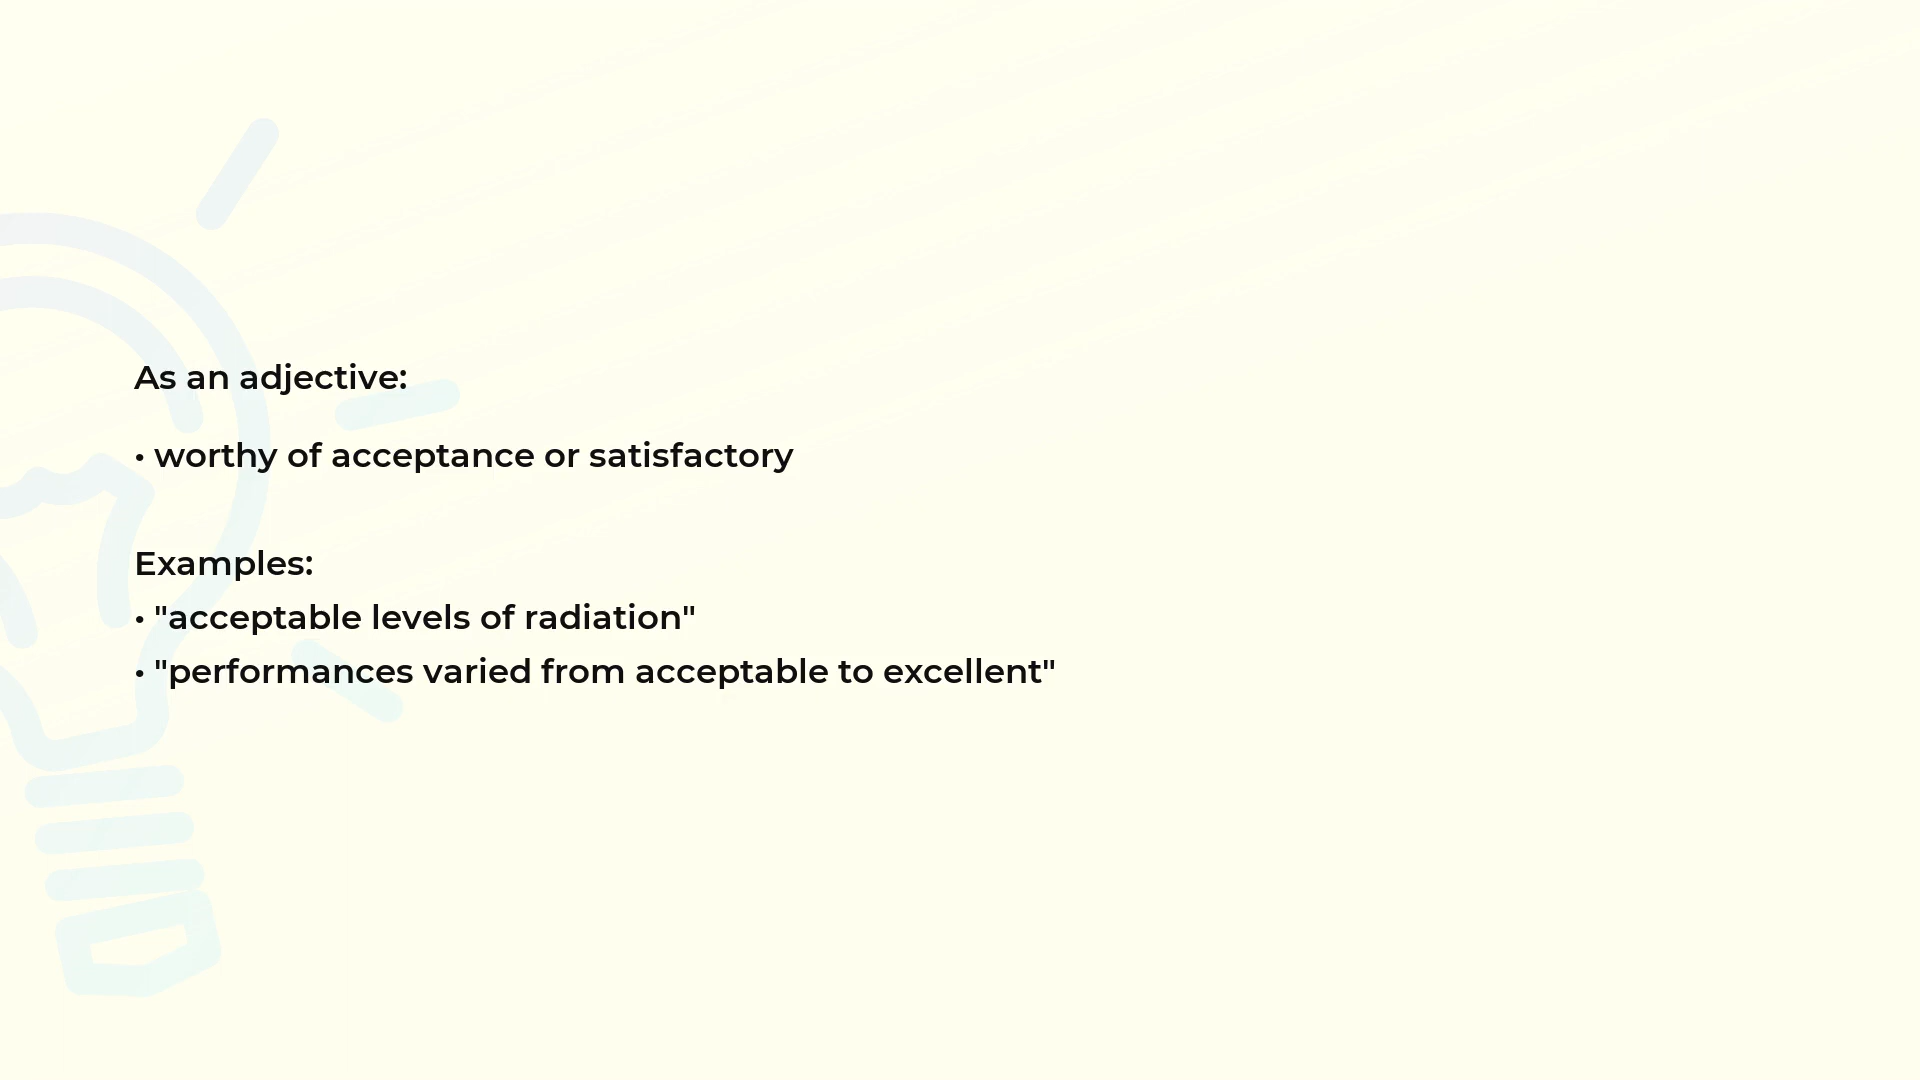 As an adjective:
• worthy of acceptance or satisfactory
Examples:
• "acceptable levels of radiation"
• "performances varied from acceptable to excellent"